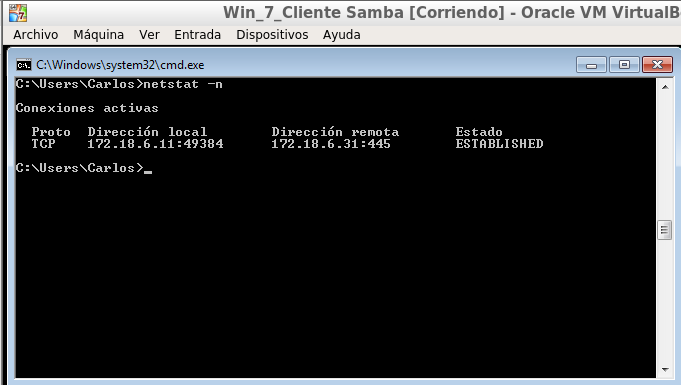 Win_7_Cliente Samba [Corriendo] - Oracle VM VirtualB
Archivo Máquina Ver Entrada Dispositivos Ayuda
C:\Windows\system32\cmd.exe
C:\Users\Carlos>netstat -n
Conexiones activas
Proto Dirección local Dirección remota Estado
TCP 172.18.6.11:49384 172.18.6.31:445 ESTABLISHED
C:\Users\Carlos>_